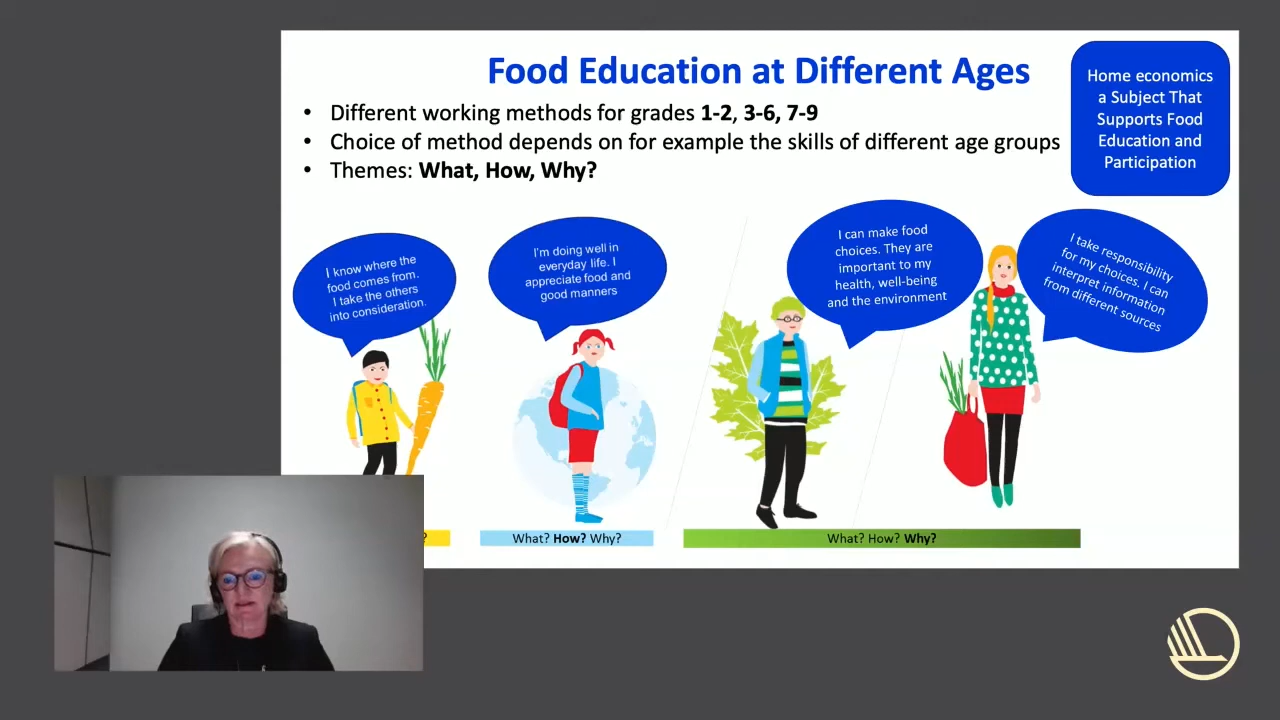 Food Education at Different Ages
• Different working methods for grades 1-2, 3-6, 7-9
• Choice of method depends on for example the skills of different age groups
• Themes: What, How, Why?
Home economics
a Subject That
Supports Food
Education and
Participation
I know where the
food comes from.
I take the others
into consideration.
I'm doing well in
everyday life. I
appreciate food and
good manners
I can make food
choices. They are
important to my
health, well-being
and the environment
I take responsibility
for my choices. I can
interpret information
from different sources
?
What? How? Why?
What? How? Why?